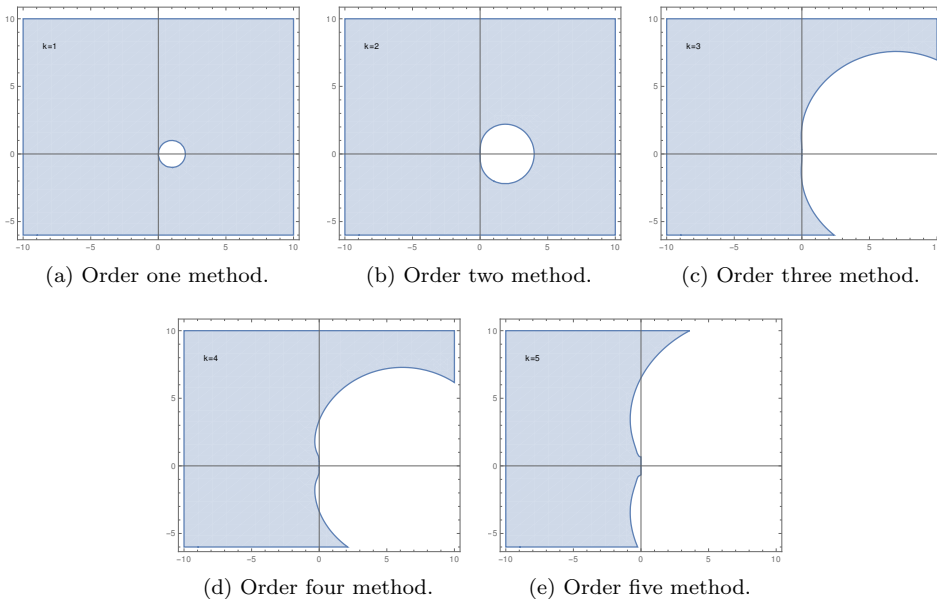 10
5
0
−5
−10 −5 0 5 10
k=1
10
5
0
−5
−10 −5 0 5 10
k=2
10
5
0
−5
−10 −5 0 5 10
k=3
(a) Order one method.
(b) Order two method.
(c) Order three method.
10
5
0
−5
−10 −5 0 5 10
k=4
10
5
0
−5
−10 −5 0 5 10
k=5
(d) Order four method.
(e) Order five method.